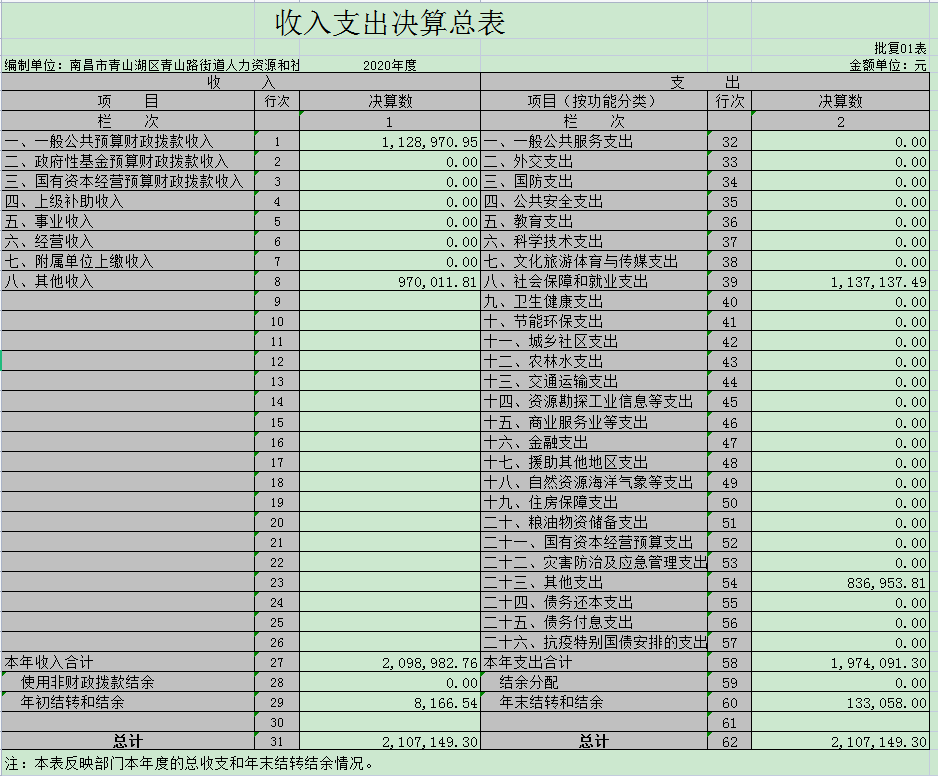 收入支出决算总表
批复01表
编制单位：南昌市青山湖区青山路街道人力资源和社 2020年度 金额单位：元
收 入 支 出
项 目 行次 决算数 项目（按功能分类） 行次 决算数
栏 次 1 栏 次 2
一、一般公共预算财政拨款收入 1 1,128,970.95 一、一般公共服务支出 32 0.00
二、政府性基金预算财政拨款收入 2 0.00 二、外交支出 33 0.00
三、国有资本经营预算财政拨款收入 3 0.00 三、国防支出 34 0.00
四、上级补助收入 4 0.00 四、公共安全支出 35 0.00
五、事业收入 5 0.00 五、教育支出 36 0.00
六、经营收入 6 0.00 六、科学技术支出 37 0.00
七、附属单位上缴收入 7 0.00 七、文化旅游体育与传媒支出 38 0.00
八、其他收入 8 970,011.81 八、社会保障和就业支出 39 1,137,137.49
9 九、卫生健康支出 40 0.00
10 十、节能环保支出 41 0.00
11 十一、城乡社区支出 42 0.00
12 十二、农林水支出 43 0.00
13 十三、交通运输支出 44 0.00
14 十四、资源勘探工业信息等支出 45 0.00
15 十五、商业服务业等支出 46 0.00
16 十六、金融支出 47 0.00
17 十七、援助其他地区支出 48 0.00
18 十八、自然资源海洋气象等支出 49 0.00
19 十九、住房保障支出 50 0.00
20 二十、粮油物资储备支出 51 0.00
21 二十一、国有资本经营预算支出 52 0.00
22 二十二、灾害防治及应急管理支出 53 0.00
23 二十三、其他支出 54 836,953.81
24 二十四、债务还本支出 55 0.00
25 二十五、债务付息支出 56 0.00
26 二十六、抗疫特别国债安排的支出 57 0.00
本年收入合计 27 2,098,982.76 本年支出合计 58 1,974,091.30
使用非财政拨款结余 28 0.00 结余分配 59 0.00
年初结转和结余 29 8,166.54 年末结转和结余 60 133,058.00
30 61
总计 31 2,107,149.30 总计 62 2,107,149.30
注：本表反映部门本年度的总收支和年末结转结余情况。